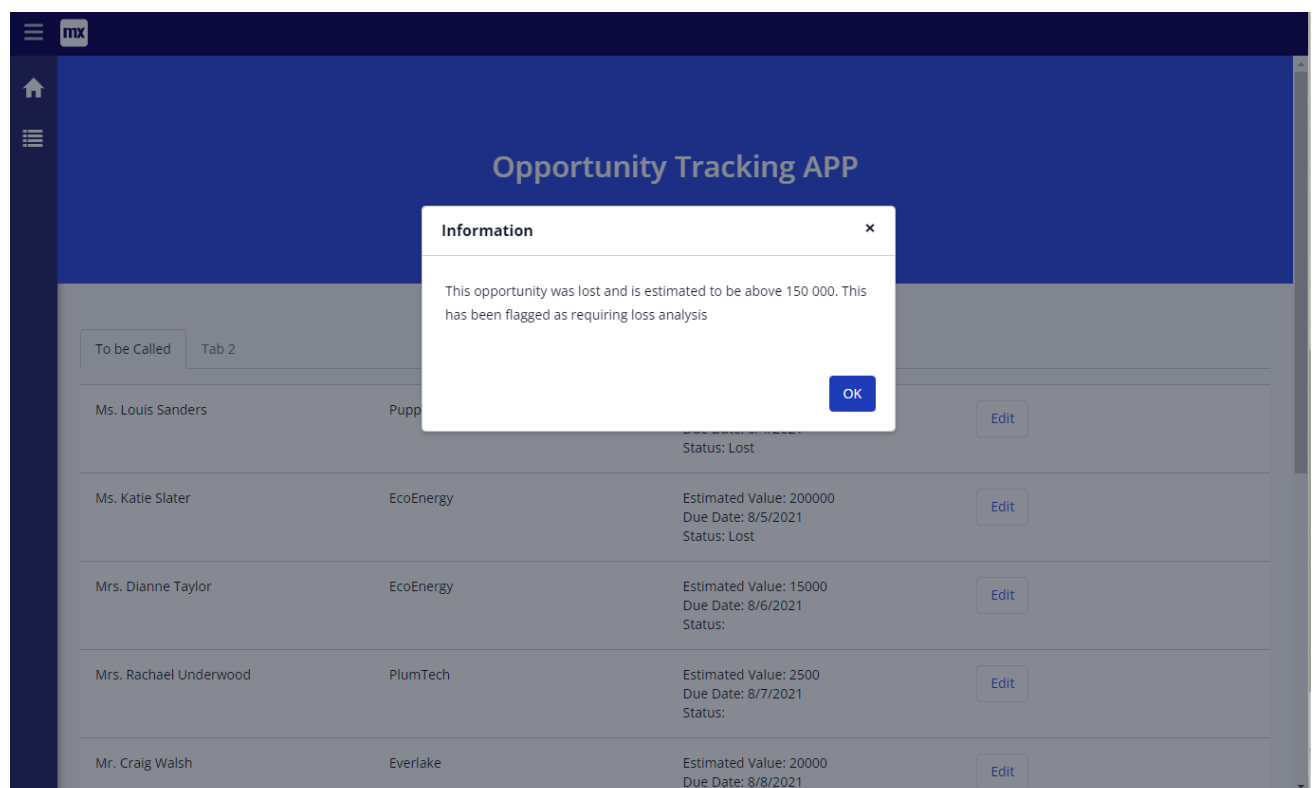 mx
Opportunity Tracking APP
Information ×
This opportunity was lost and is estimated to be above 150 000. This
has been flagged as requiring loss analysis
OK
To be Called Tab 2
Ms. Louis Sanders
Edit
Status: Lost
Ms. Katie Slater EcoEnergy Estimated Value: 200000
Due Date: 8/5/2021
Status: Lost
Edit
Mrs. Dianne Taylor EcoEnergy Estimated Value: 15000
Due Date: 8/6/2021
Status:
Edit
Mrs. Rachael Underwood PlumTech Estimated Value: 2500
Due Date: 8/7/2021
Status:
Edit
Mr. Craig Walsh Everlake Estimated Value: 20000
Due Date: 8/8/2021
Edit